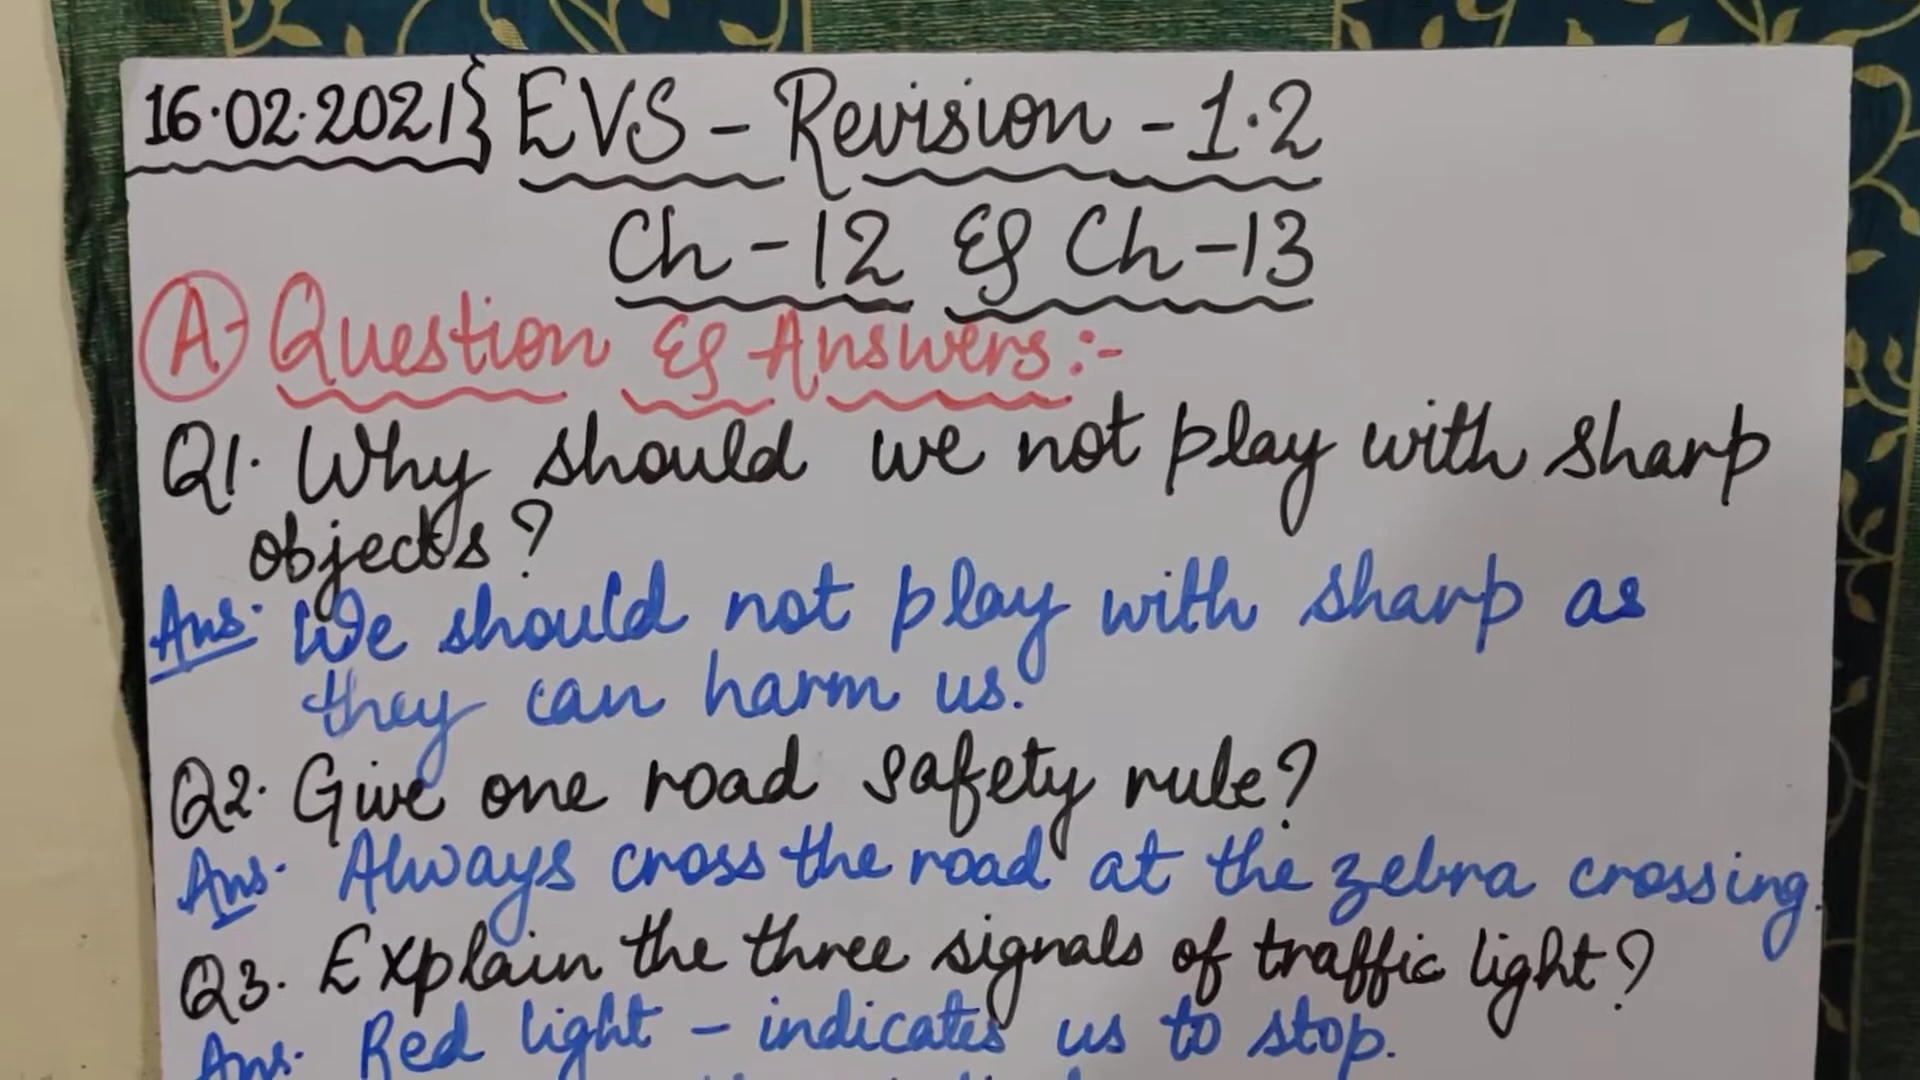 16.02.2021} EVS - Revision - 1.2
Ch - 12 & Ch - 13
A- Question & Answers:-
Q1. Why should we not play with sharp
objects?
Ans. We should not play with sharp as
they can harm us.
Q2. Give one road safety rule?
Ans. Always cross the road at the zebra crossing.
Q3. Explain the three signals of traffic light?
Ans. Red light - indicates us to stop.